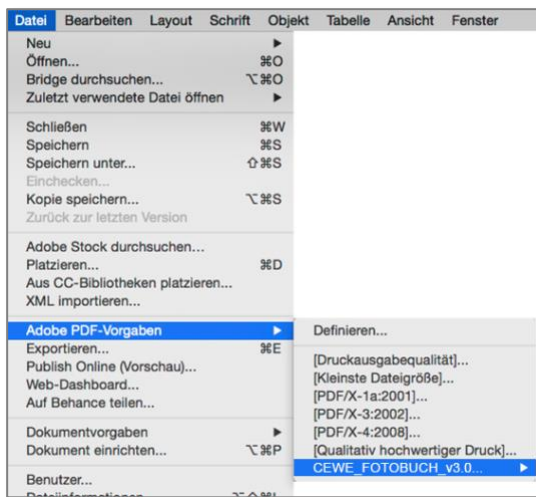 Datei Bearbeiten Layout Schrift Objekt Tabelle Ansicht Fenster
Neu ▶
Öffnen... ⌘O
Bridge durchsuchen... ⌥⌘O
Zuletzt verwendete Datei öffnen ▶
Schließen ⌘W
Speichern ⌘S
Speichern unter... ⇧⌘S
Einchecken...
Kopie speichern... ⌥⌘S
Zurück zur letzten Version
Adobe Stock durchsuchen...
Platzieren... ⌘D
Aus CC-Bibliotheken platzieren...
XML importieren...
Adobe PDF-Vorgaben ▶
Exportieren... ⌘E
Publish Online (Vorschau)...
Web-Dashboard...
Auf Behance teilen...
Dokumentvorgaben ▶
Dokument einrichten... ⌥⌘P
Benutzer...
Dateiinformationen... ⌥⇧⌘I
Definieren...
[Druckausgabequalität]...
[Kleinste Dateigröße]...
[PDF/X-1a:2001]...
[PDF/X-3:2002]...
[PDF/X-4:2008]...
[Qualitativ hochwertiger Druck]...
CEWE_FOTOBUCH_v3.0... ▶